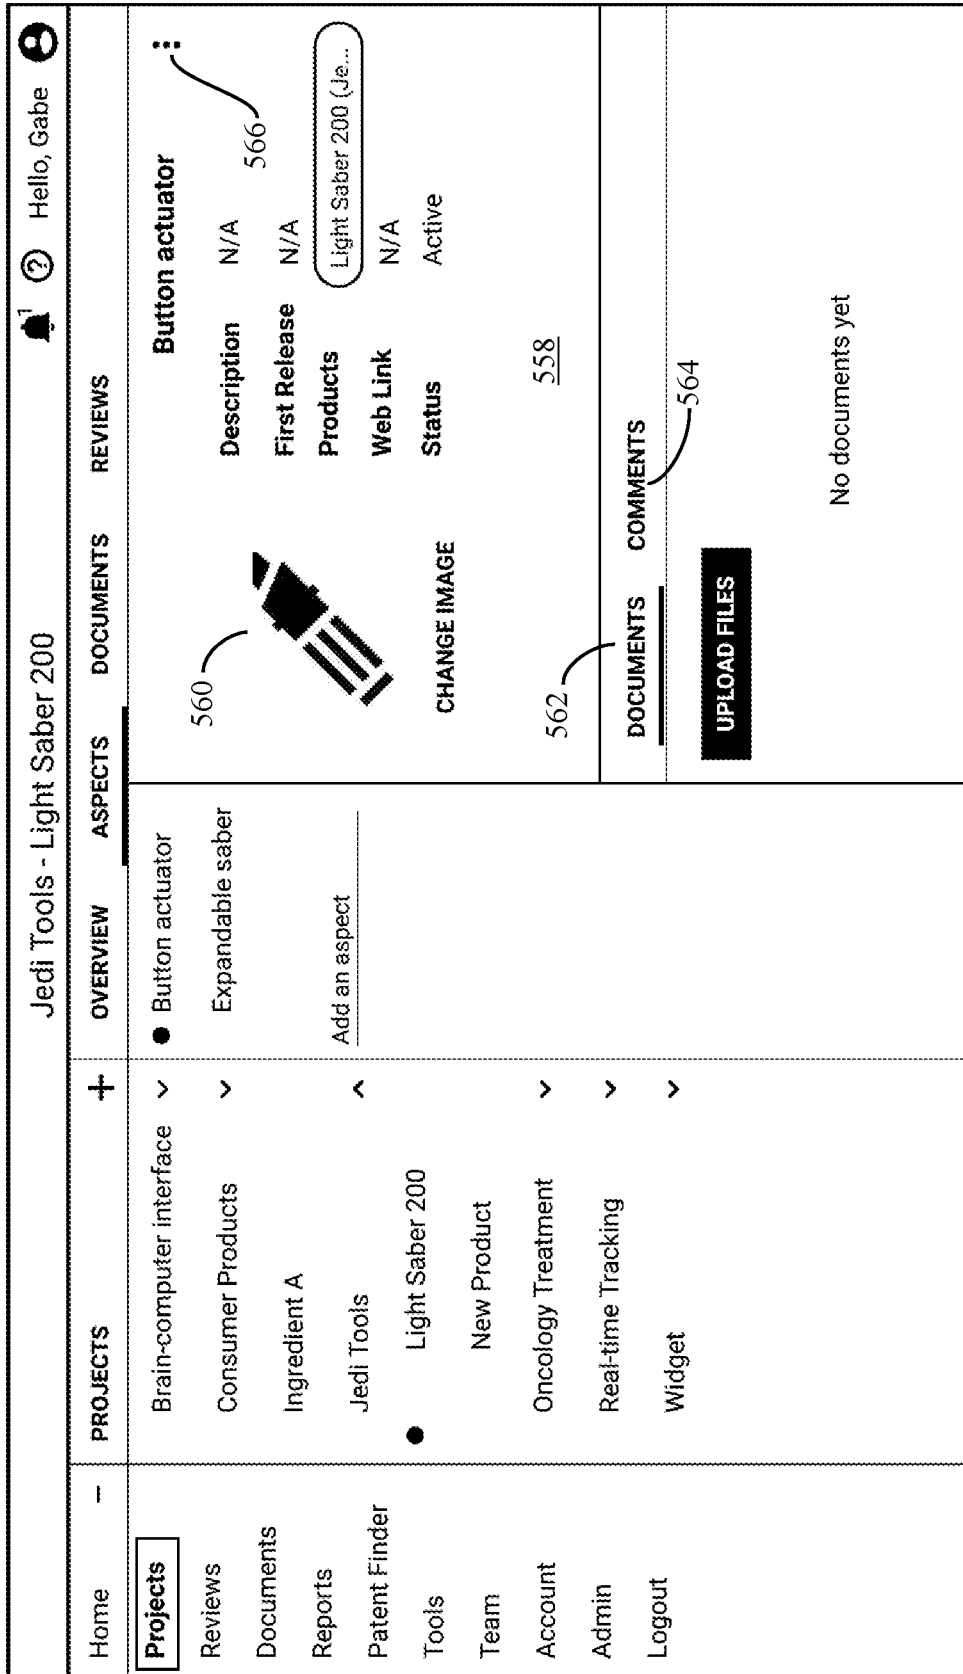 Jedi Tools - Light Saber 200
1
?
Hello, Gabe
Home –
PROJECTS +
OVERVIEW
ASPECTS
DOCUMENTS
REVIEWS
Projects
Reviews
Documents
Reports
Patent Finder
Tools
Team
Account
Admin
Logout
Brain-computer interface
Consumer Products
Ingredient A
Jedi Tools
Light Saber 200
New Product
Oncology Treatment
Real-time Tracking
Widget
Button actuator
Expandable saber
Add an aspect
560
CHANGE IMAGE
Button actuator
566
Description N/A
First Release N/A
Products Light Saber 200 (Je...
Web Link N/A
Status Active
558
562
564
DOCUMENTS COMMENTS
UPLOAD FILES
No documents yet